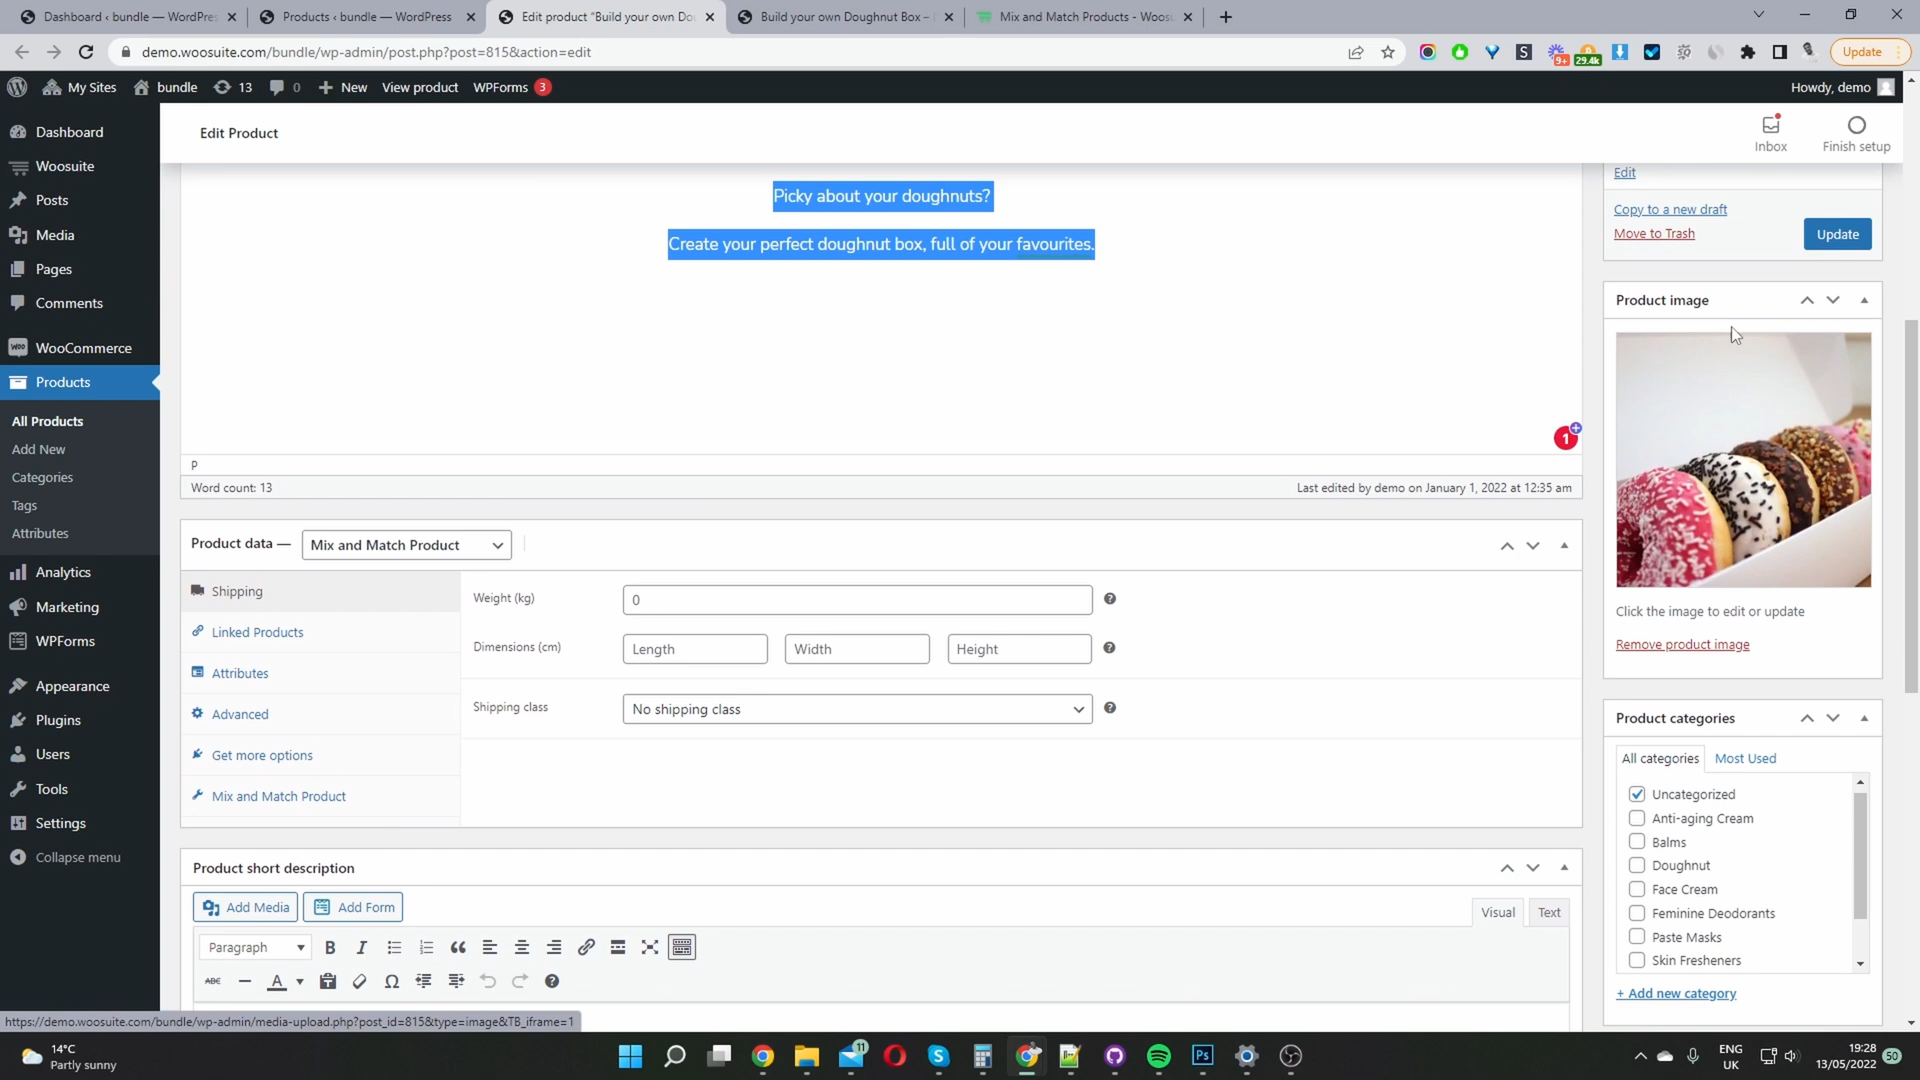 Dashboard ‹ bundle — WordPres
Products ‹ bundle — WordPress
Edit product "Build your own Dou
Build your own Doughnut Box –
Mix and Match Products - Woosu
demo.woosuite.com/bundle/wp-admin/post.php?post=815&action=edit
S
9+
29.4k
Update
My Sites
bundle
13
0
New
View product
WPForms
3
Howdy, demo
Dashboard
Woosuite
Posts
Media
Pages
Comments
Woo
WooCommerce
Products
All Products
Add New
Categories
Tags
Attributes
Analytics
Marketing
WPForms
Appearance
Plugins
Users
Tools
Settings
Collapse menu
Edit Product
Inbox
Finish setup
Picky about your doughnuts?
Create your perfect doughnut box, full of your favourites.
1
P
Word count: 13
Last edited by demo on January 1, 2022 at 12:35 am
Product data —
Mix and Match Product
Shipping
Linked Products
Attributes
Advanced
Get more options
Mix and Match Product
Weight (kg)
0
Dimensions (cm)
Length
Width
Height
Shipping class
No shipping class
Product short description
Add Media
Add Form
Visual
Text
Paragraph
B
I
ABC
A
Ω
Edit
Copy to a new draft
Move to Trash
Update
Product image
Click the image to edit or update
Remove product image
Product categories
All categories
Most Used
Uncategorized
Anti-aging Cream
Balms
Doughnut
Face Cream
Feminine Deodorants
Paste Masks
Skin Fresheners
+ Add new category
https://demo.woosuite.com/bundle/wp-admin/media-upload.php?post_id=815&type=image&TB_iframe=1
14°C
Partly sunny
11
Ps
ENG
UK
19:28
13/05/2022
50